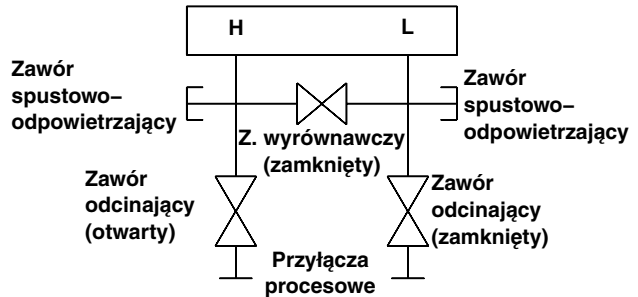 H
L
Zawór
spustowo−
odpowietrzający
Zawór
spustowo−
odpowietrzający
Z. wyrównawczy
(zamknięty)
Zawór
odcinający
(otwarty)
Zawór
odcinający
(zamknięty)
Przyłącza
procesowe